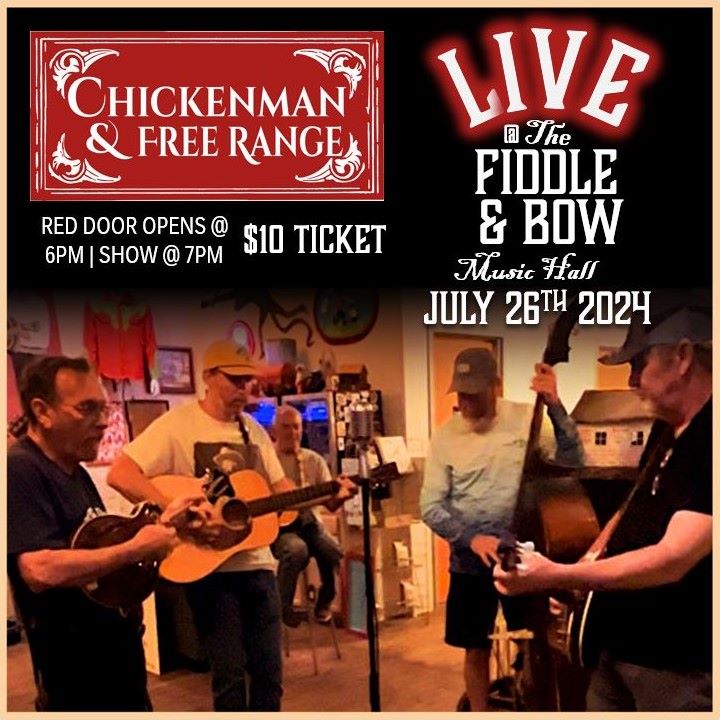 CHICKENMAN
& FREE RANGE
RED DOOR OPENS @
6PM | SHOW @ 7PM
$10 TICKET
LIVE
@ The
FIDDLE
& BOW
Music Hall
JULY 26TH 2024